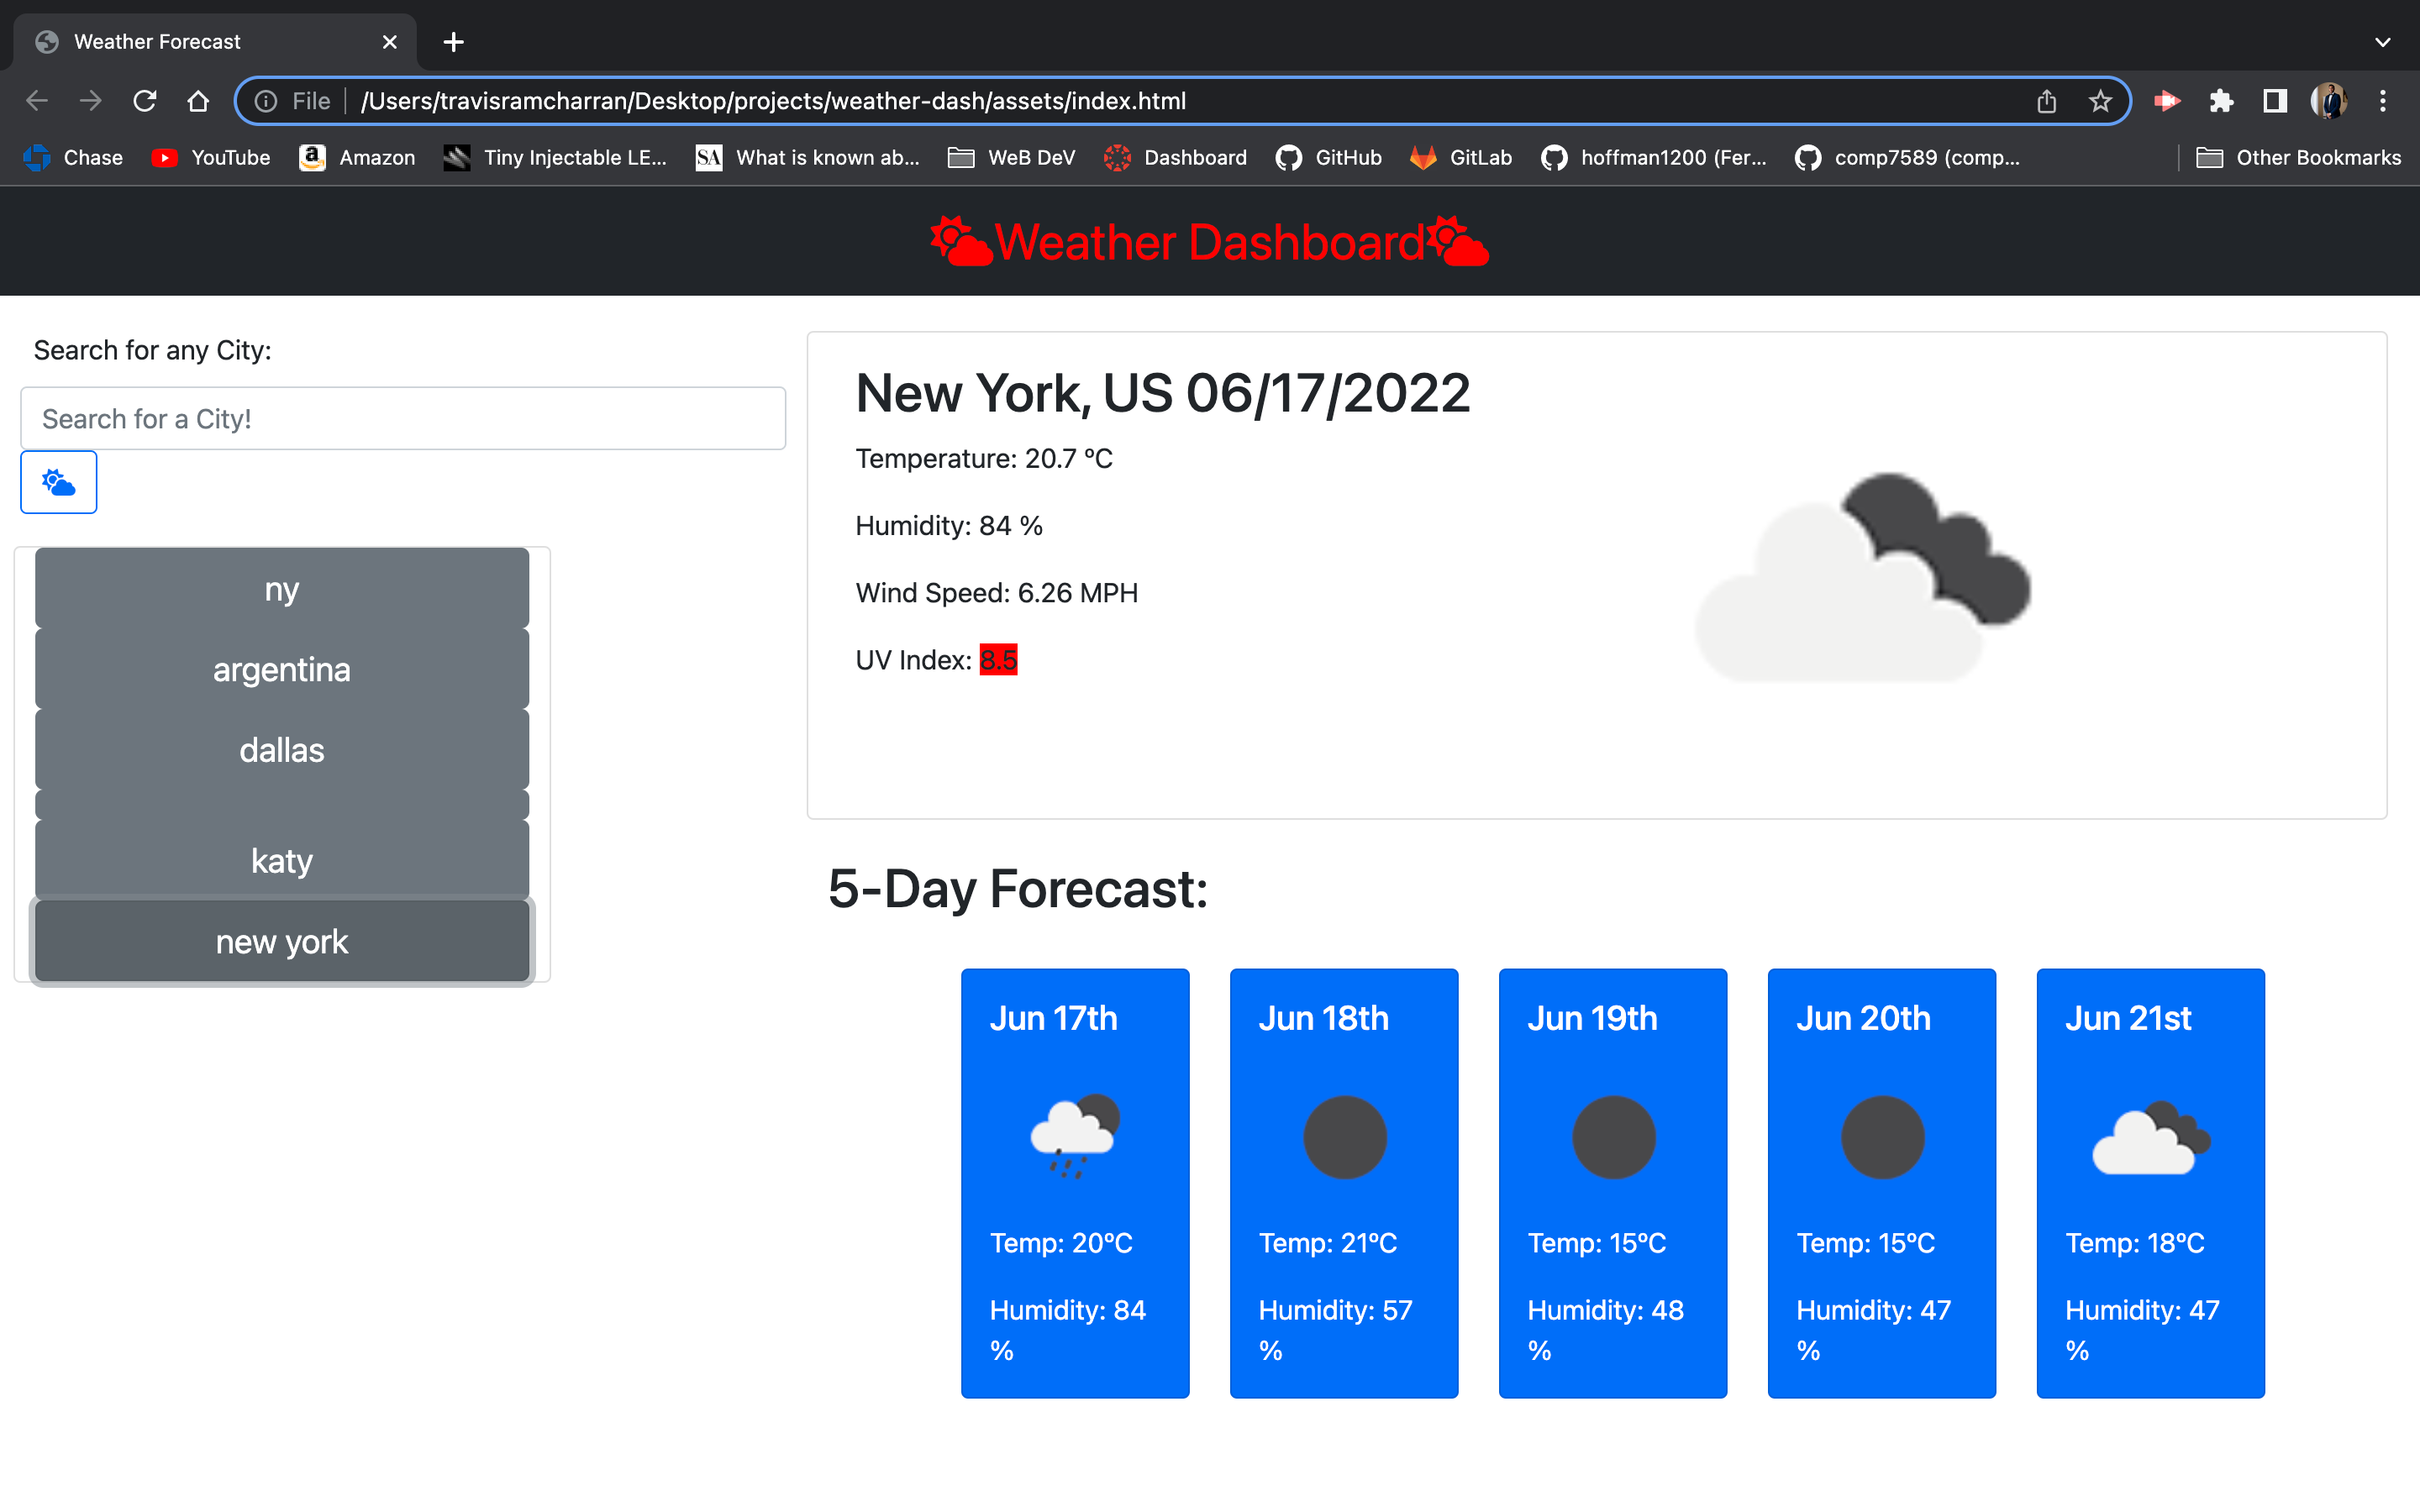 Weather Forecast
File /Users/travisramcharran/Desktop/projects/weather-dash/assets/index.html
Chase YouTube Amazon Tiny Injectable LE... SA What is known ab... WeB DeV Dashboard GitHub GitLab hoffman1200 (Fer... comp7589 (comp... Other Bookmarks
Weather Dashboard
Search for any City:
Search for a City!
ny
argentina
dallas
katy
new york
New York, US 06/17/2022
Temperature: 20.7 °C
Humidity: 84 %
Wind Speed: 6.26 MPH
UV Index: 8.5
5-Day Forecast:
Jun 17th
Temp: 20°C
Humidity: 84
%
Jun 18th
Temp: 21°C
Humidity: 57
%
Jun 19th
Temp: 15°C
Humidity: 48
%
Jun 20th
Temp: 15°C
Humidity: 47
%
Jun 21st
Temp: 18°C
Humidity: 47
%